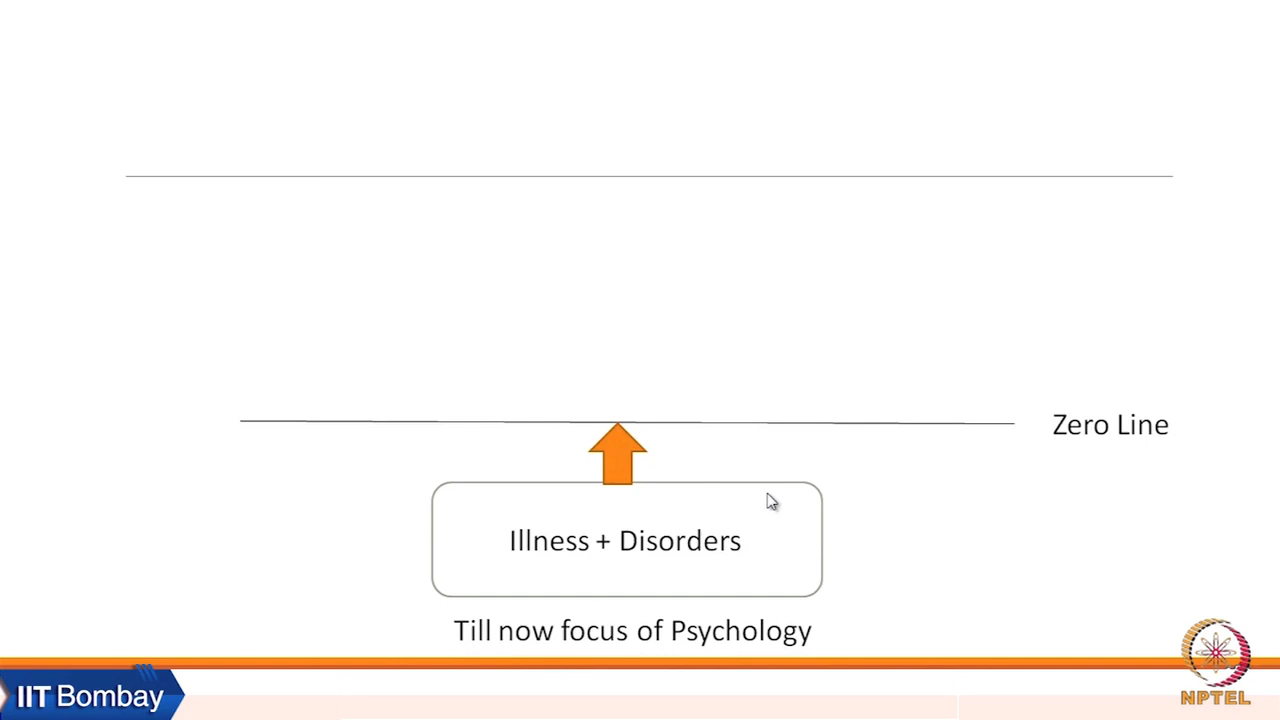 Zero Line
Illness + Disorders
Till now focus of Psychology
IIT Bombay
NPTEL